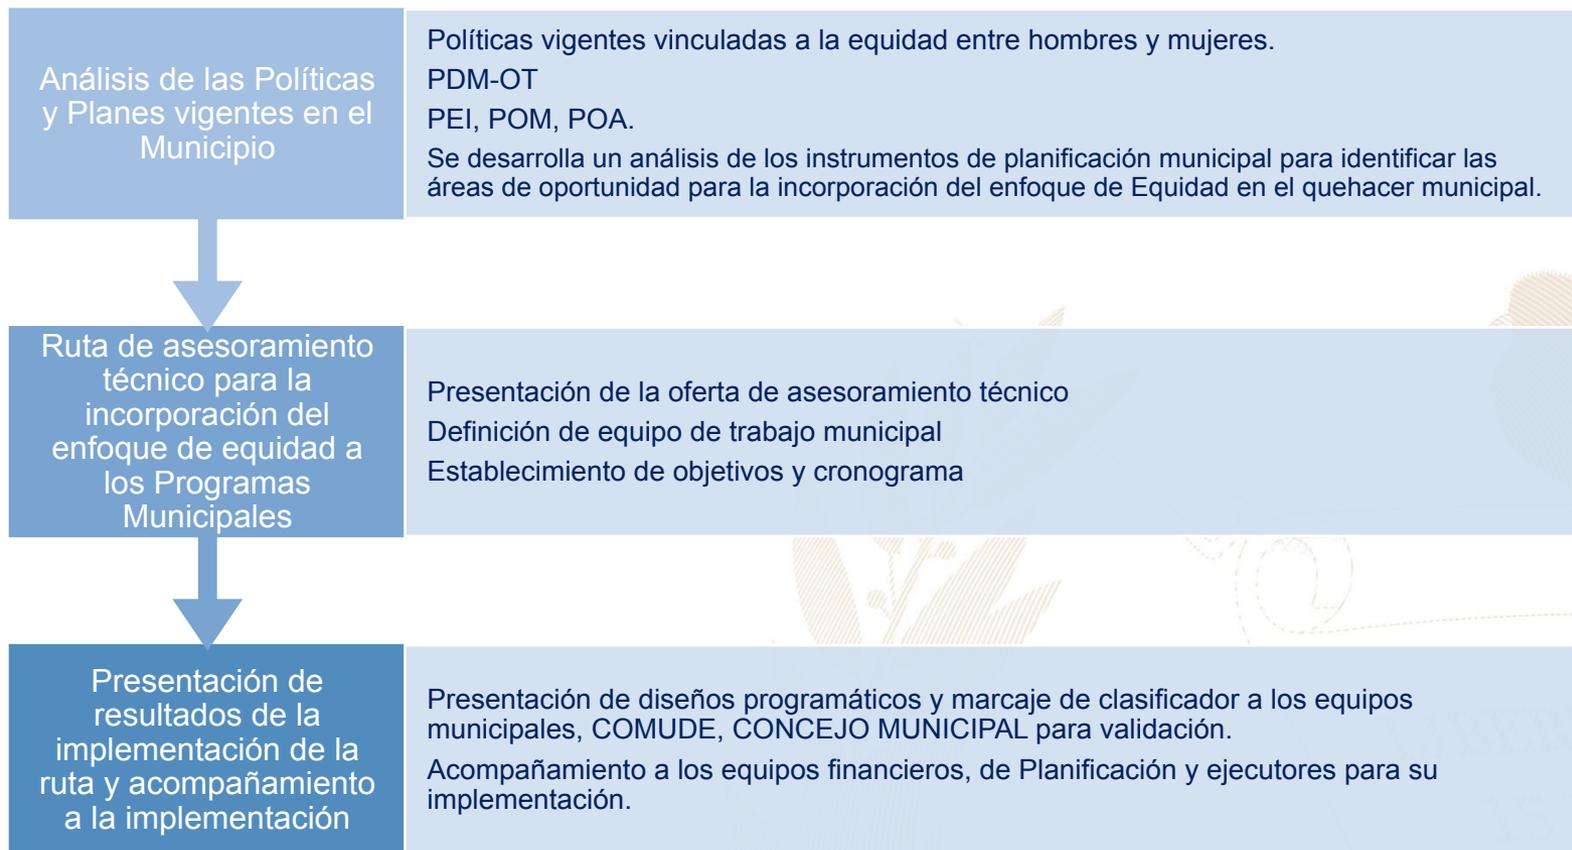 Análisis de las Políticas
y Planes vigentes en el
Municipio
Políticas vigentes vinculadas a la equidad entre hombres y mujeres.
PDM-OT
PEI, POM, POA.
Se desarrolla un análisis de los instrumentos de planificación municipal para identificar las
áreas de oportunidad para la incorporación del enfoque de Equidad en el quehacer municipal.
Ruta de asesoramiento
técnico para la
incorporación del
enfoque de equidad a
los Programas
Municipales
Presentación de la oferta de asesoramiento técnico
Definición de equipo de trabajo municipal
Establecimiento de objetivos y cronograma
Presentación de
resultados de la
implementación de la
ruta y acompañamiento
a la implementación
Presentación de diseños programáticos y marcaje de clasificador a los equipos
municipales, COMUDE, CONCEJO MUNICIPAL para validación.
Acompañamiento a los equipos financieros, de Planificación y ejecutores para su
implementación.